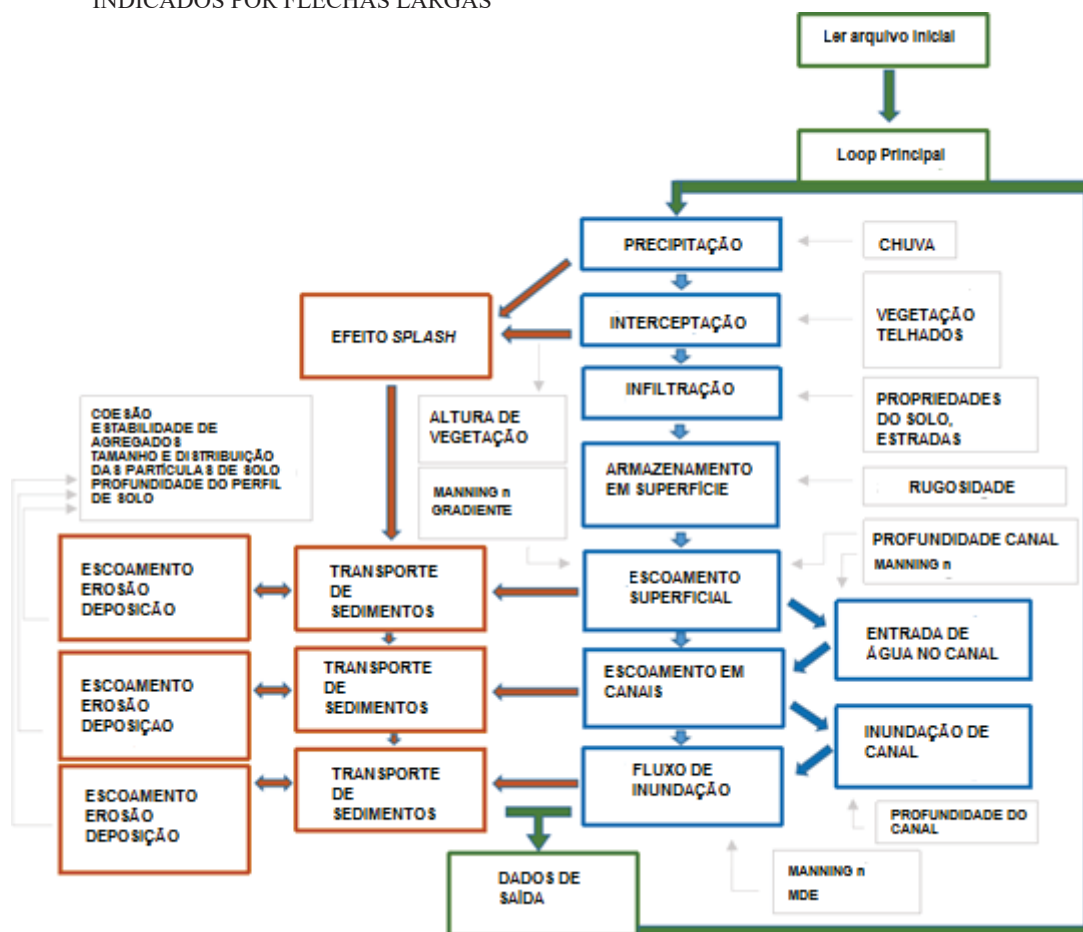 INDICADOS POR FLECHAS LARGAS
Ler arquivo inicial
Loop Principal
PRECIPITAÇÃO
CHUVA
INTERCEPTAÇÃO
VEGETAÇÃO
TELHADOS
EFEITO SPLASH
INFILTRAÇÃO
PROPRIEDADES
DO SOLO,
ESTRADAS
ALTURA DE
VEGETAÇÃO
COESÃO
ESTABILIDADE DE
AGREGADOS
TAMANHO E DISTRIBUIÇÃO
DAS PARTÍCULAS DE SOLO
PROFUNDIDADE DO PERFIL
DE SOLO
ARMAZENAMENTO
EM SUPERFÍCIE
RUGOSIDADE
MANNING n
GRADIENTE
PROFUNDIDADE CANAL
MANNING n
ESCOAMENTO
EROSÃO
DEPOSICÃO
TRANSPORTE
DE
SEDIMENTOS
ESCOAMENTO
SUPERFICIAL
ENTRADA DE
ÁGUA NO CANAL
ESCOAMENTO
EROSÃO
DEPOSIÇAO
TRANSPORTE
DE
SEDIMENTOS
ESCOAMENTO EM
CANAIS
INUNDAÇÃO DE
CANAL
ESCOAMENTO
EROSÃO
DEPOSIÇÃO
TRANSPORTE
DE
SEDIMENTOS
FLUXO DE
INUNDAÇÃO
PROFUNDIDADE DO
CANAL
MANNING n
MDE
DADOS DE
SAÍDA